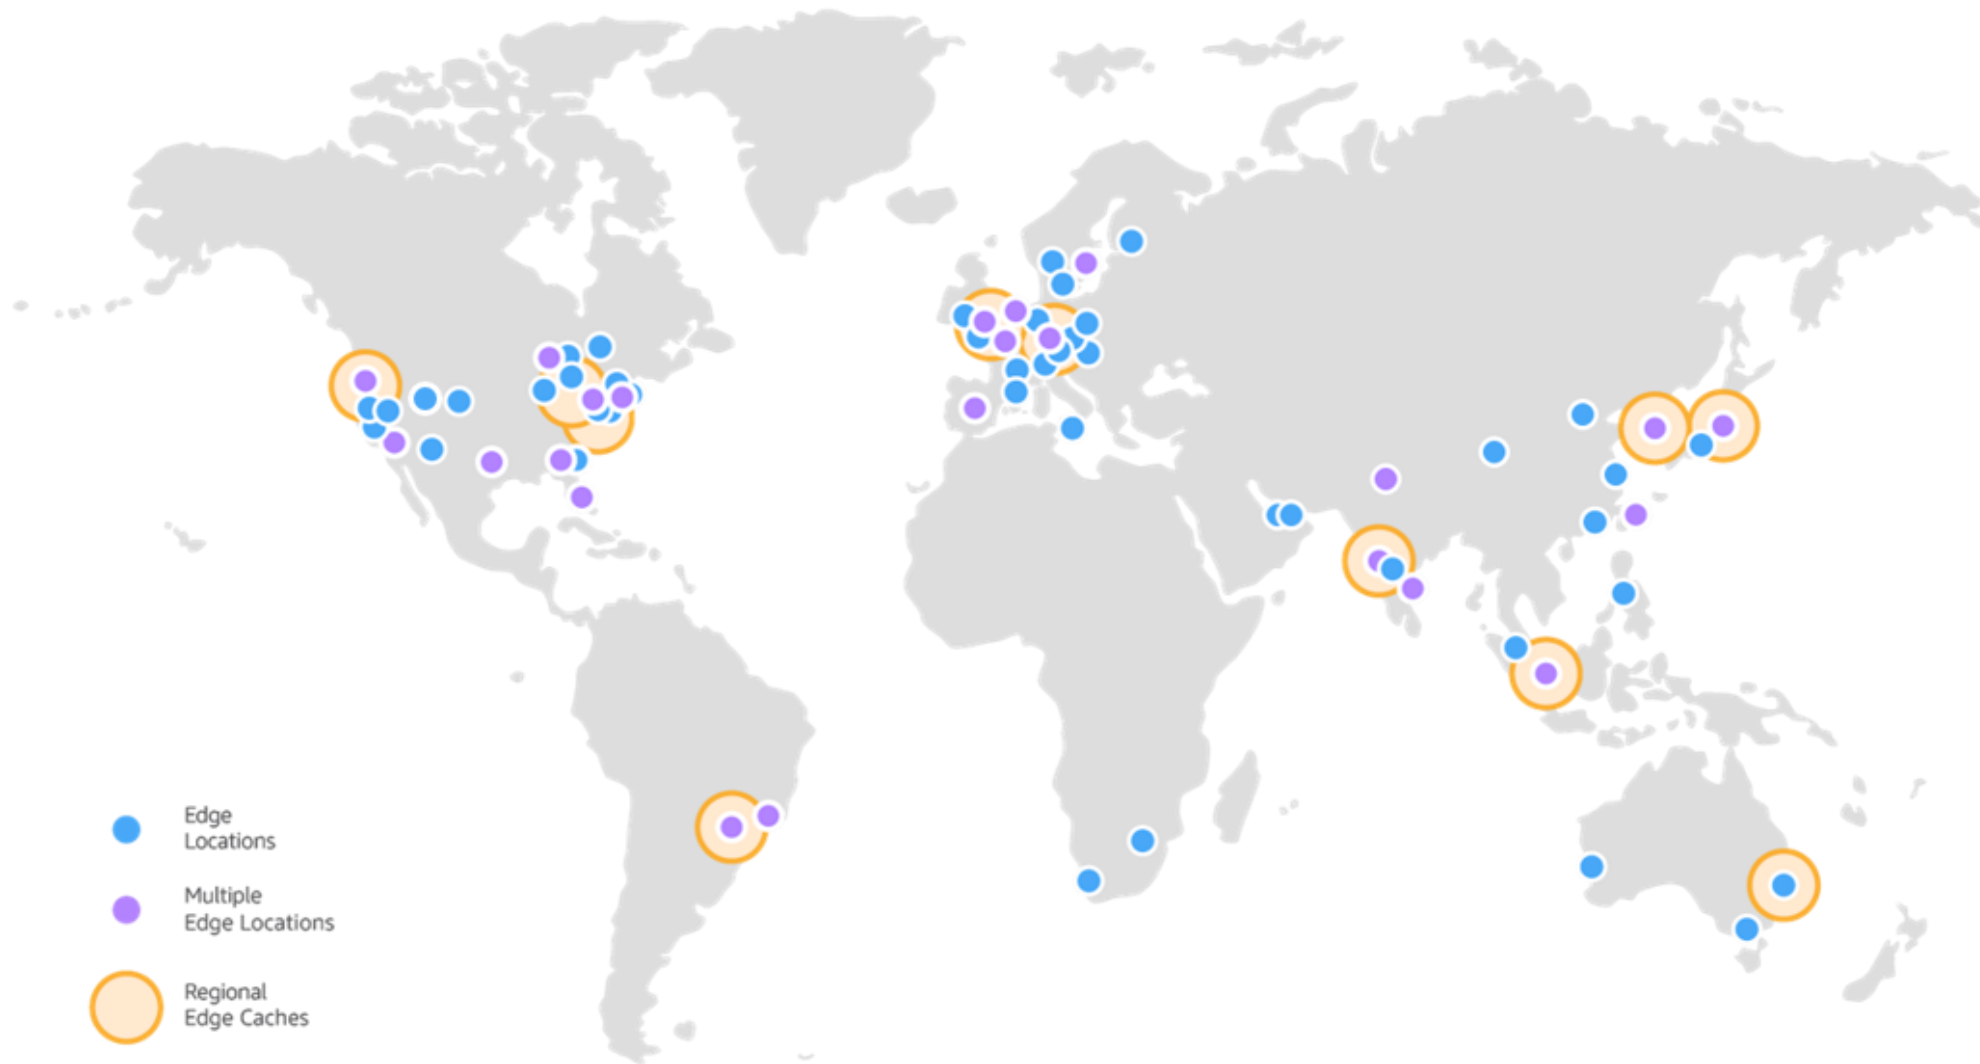 Edge
Locations
Multiple
Edge Locations
Regional
Edge Caches